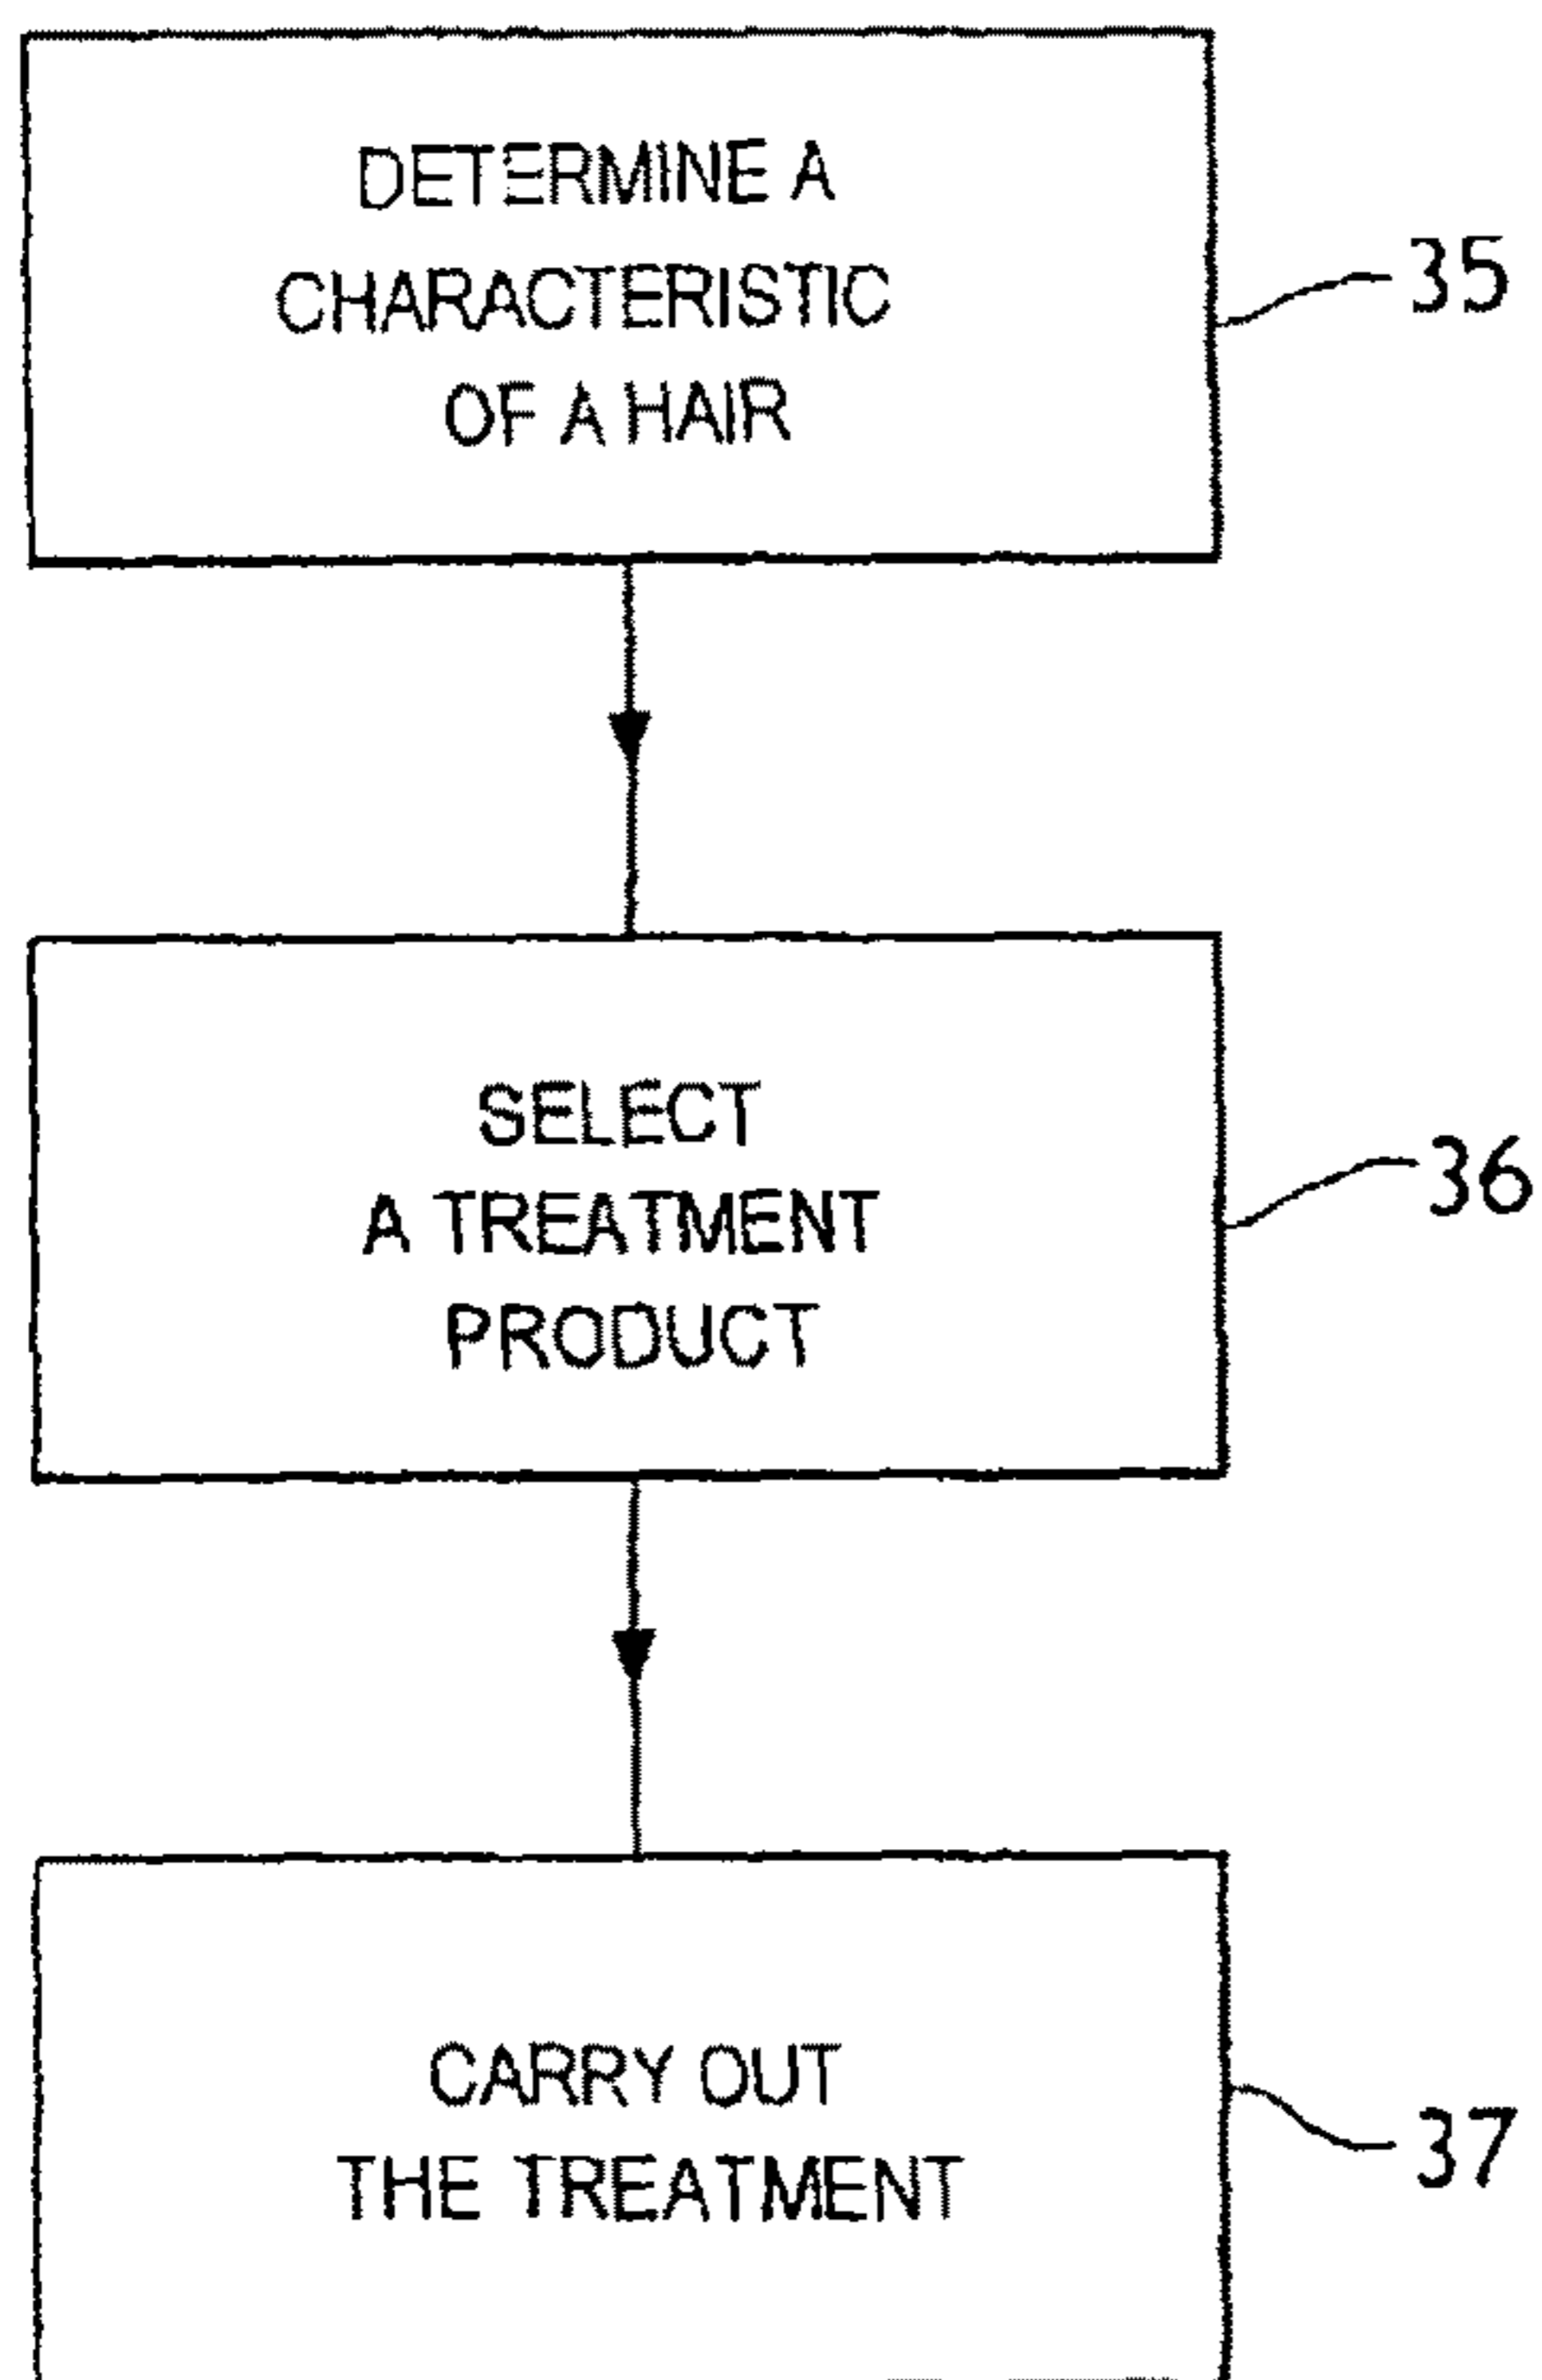 DETERMINE A
CHARACTERISTIC
OF A HAIR
35
SELECT
A TREATMENT
PRODUCT
36
CARRY OUT
THE TREATMENT
37